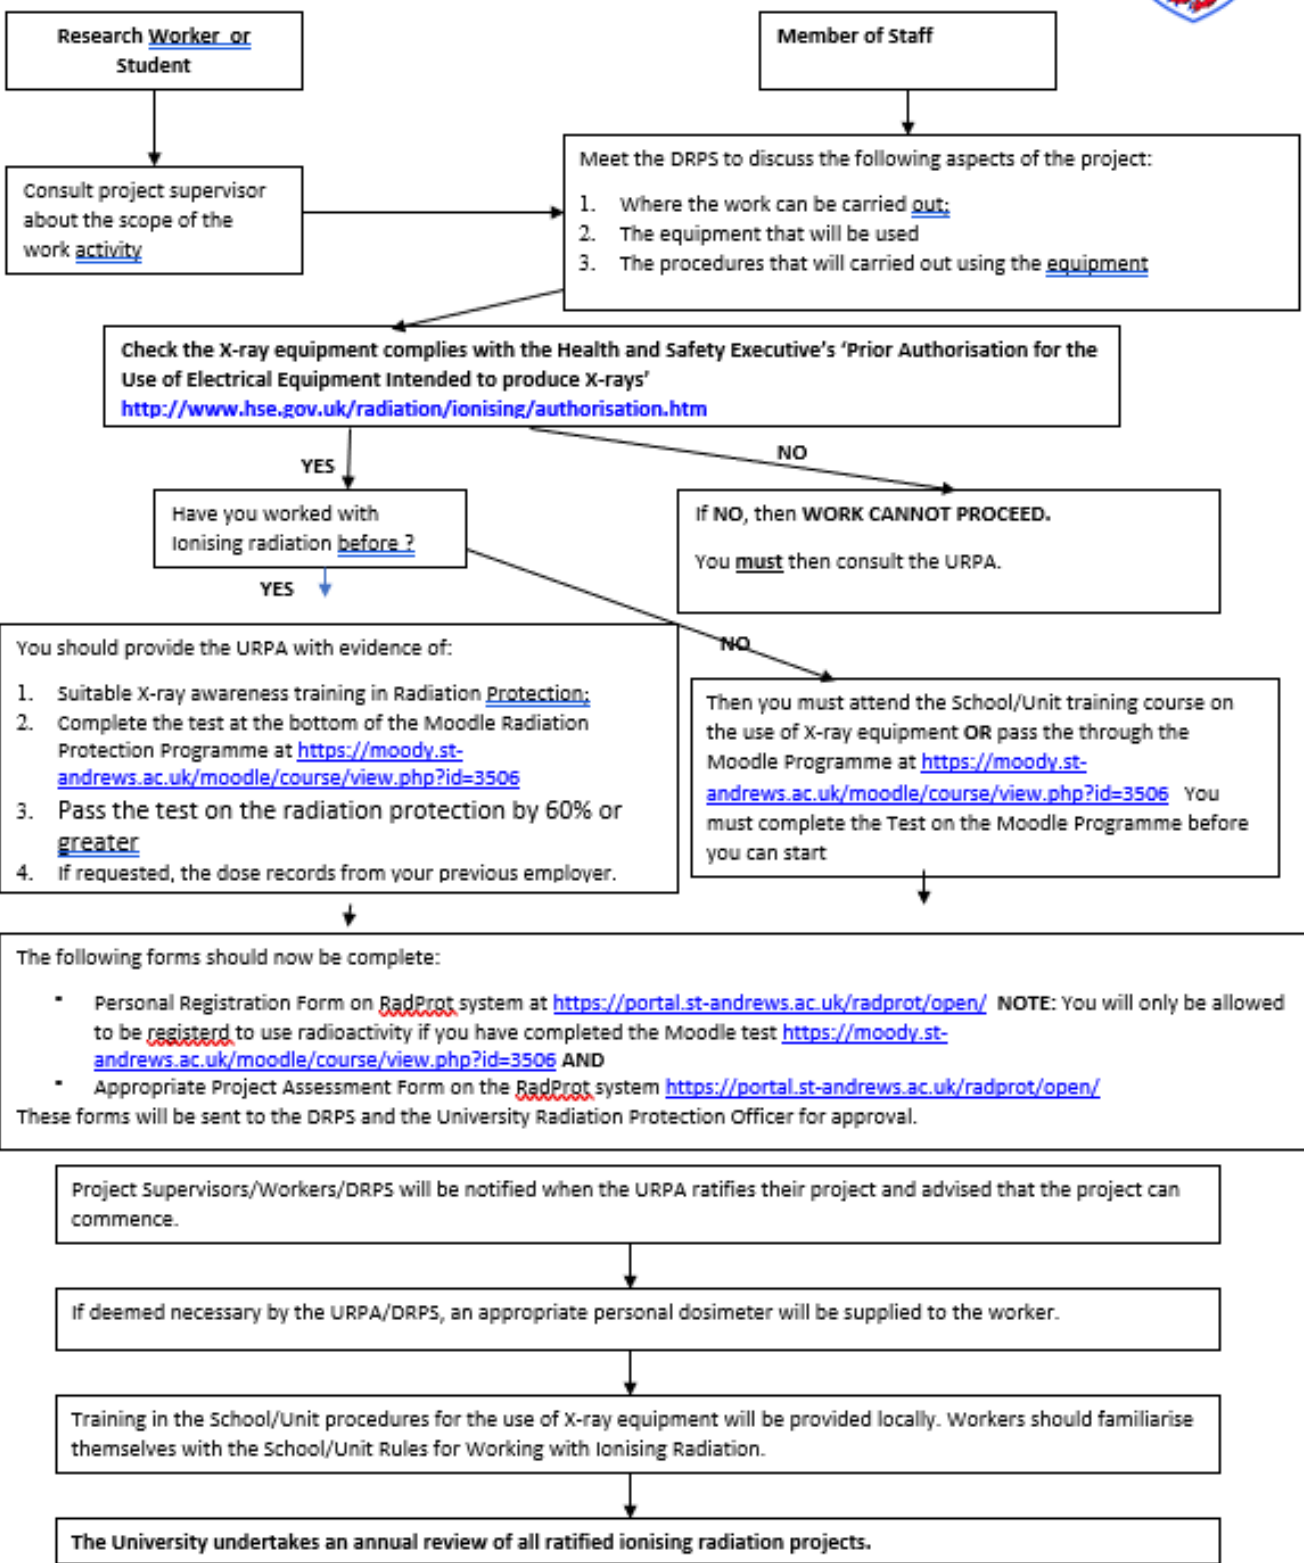 Research Worker  or
Student
Member of Staff
Consult project supervisor
about the scope of the
work activity
Meet the DRPS to discuss the following aspects of the project:
1. Where the work can be carried out;
2. The equipment that will be used
3. The procedures that will carried out using the equipment
Check the X-ray equipment complies with the Health and Safety Executive's 'Prior Authorisation for the
Use of Electrical Equipment Intended to produce X-rays'
http://www.hse.gov.uk/radiation/ionising/authorisation.htm
YES
NO
Have you worked with
Ionising radiation before ?
If NO, then WORK CANNOT PROCEED.
You must then consult the URPA.
YES
NO
You should provide the URPA with evidence of:
1. Suitable X-ray awareness training in Radiation Protection;
2. Complete the test at the bottom of the Moodle Radiation
Protection Programme at https://moody.st-
andrews.ac.uk/moodle/course/view.php?id=3506
3. Pass the test on the radiation protection by 60% or
greater
4. If requested, the dose records from your previous employer.
Then you must attend the School/Unit training course on
the use of X-ray equipment OR pass the through the
Moodle Programme at https://moody.st-
andrews.ac.uk/moodle/course/view.php?id=3506   You
must complete the Test on the Moodle Programme before
you can start
The following forms should now be complete:
▪ Personal Registration Form on RadProt system at https://portal.st-andrews.ac.uk/radprot/open/  NOTE: You will only be allowed
to be registerd to use radioactivity if you have completed the Moodle test https://moody.st-
andrews.ac.uk/moodle/course/view.php?id=3506 AND
▪ Appropriate Project Assessment Form on the RadProt system https://portal.st-andrews.ac.uk/radprot/open/
These forms will be sent to the DRPS and the University Radiation Protection Officer for approval.
Project Supervisors/Workers/DRPS will be notified when the URPA ratifies their project and advised that the project can
commence.
If deemed necessary by the URPA/DRPS, an appropriate personal dosimeter will be supplied to the worker.
Training in the School/Unit procedures for the use of X-ray equipment will be provided locally. Workers should familiarise
themselves with the School/Unit Rules for Working with Ionising Radiation.
The University undertakes an annual review of all ratified ionising radiation projects.